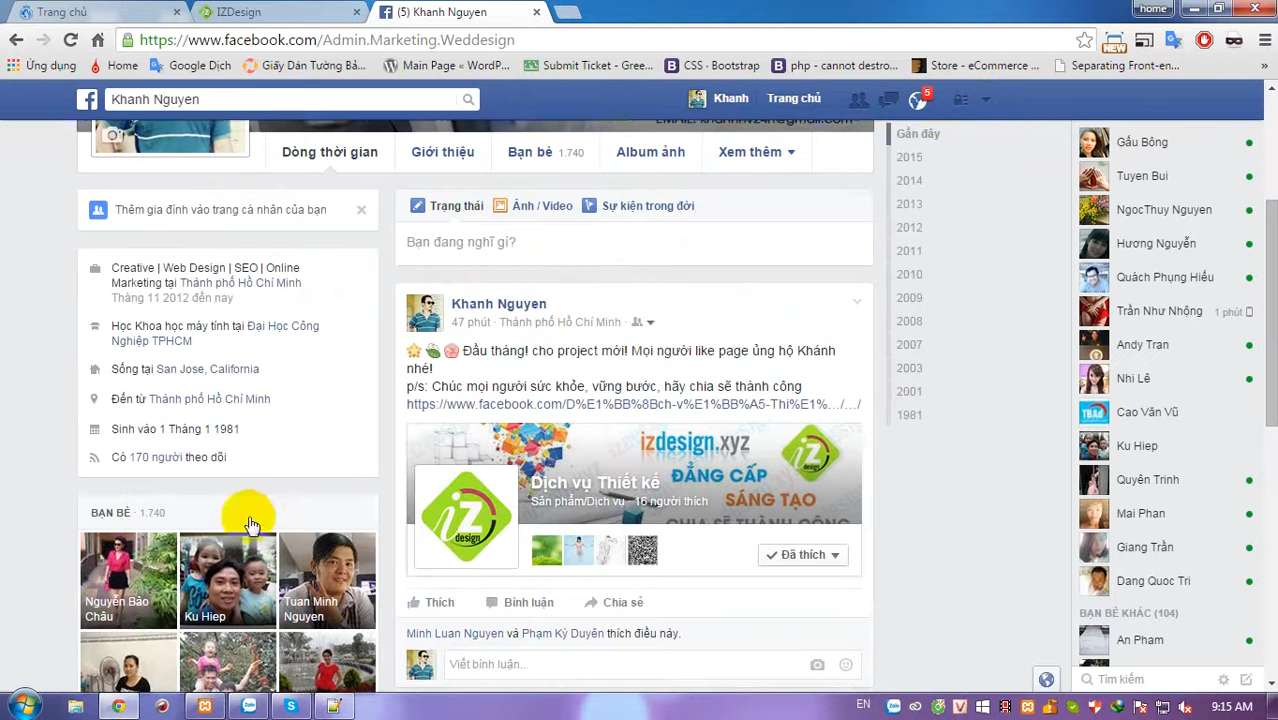 Trang chủ
IZDesign
(5) Khanh Nguyen
home
https://www.facebook.com/Admin.Marketing.Weddesign
NEW
Ứng dụng
Home
Google Dịch
Giấy Dán Tường Bả...
Main Page « WordP...
Submit Ticket - Gree...
CSS · Bootstrap
php - cannot destro...
Store - eCommerce ...
Separating Front-en...
Khanh Nguyen
Khanh
Trang chủ
5
EMAIL: khanhnv24h@gmail.com
Dòng thời gian
Giới thiệu
Bạn bè 1.740
Album ảnh
Xem thêm
Thêm gia đình vào trang cá nhân của bạn
Creative | Web Design | SEO | Online
Marketing tại Thành phố Hồ Chí Minh
Tháng 11 2012 đến nay
Học Khoa học máy tính tại Đại Học Công
Nghiệp TPHCM
Sống tại San Jose, California
Đến từ Thành phố Hồ Chí Minh
Sinh vào 1 Tháng 1 1981
Có 170 người theo dõi
BẠN BÈ · 1.740
Nguyễn Bảo
Châu
Ku Hiep
Tuan Minh
Nguyen
Trạng thái
Ảnh / Video
Sự kiện trong đời
Bạn đang nghĩ gì?
Khanh Nguyen
47 phút · Thành phố Hồ Chí Minh
Đầu tháng! cho project mới! Mọi người like page ủng hộ Khánh
nhé!
p/s: Chúc mọi người sức khỏe, vững bước, hãy chia sẽ thành công
https://www.facebook.com/D%E1%BB%8Bch-v%E1%BB%A5-Thi%E1%.../.../
design.xyz
ĐẲNG CẤP
SÁNG TẠO
CHIA SẺ THÀNH CÔNG
iz
design
Dịch vụ Thiết kế
Sản phẩm/Dịch vụ · 16 người thích
Đã thích
Thích
Bình luận
Chia sẻ
Minh Luan Nguyen và Phạm Kỳ Duyên thích điều này.
Viết bình luận...
Gần đây
2015
2014
2013
2012
2011
2010
2009
2008
2007
2003
2001
1981
Gấu Bông
Tuyen Bui
NgocThuy Nguyen
Hương Nguyễn
Quách Phụng Hiếu
Trần Như Nhộng
1 phút
Andy Tran
Nhi Lê
Cao Văn Vũ
Ku Hiep
Quyên Trinh
Mai Phan
Giang Trần
Dang Quoc Tri
BẠN BÈ KHÁC (104)
An Pham
Tìm kiếm
EN
9:15 AM